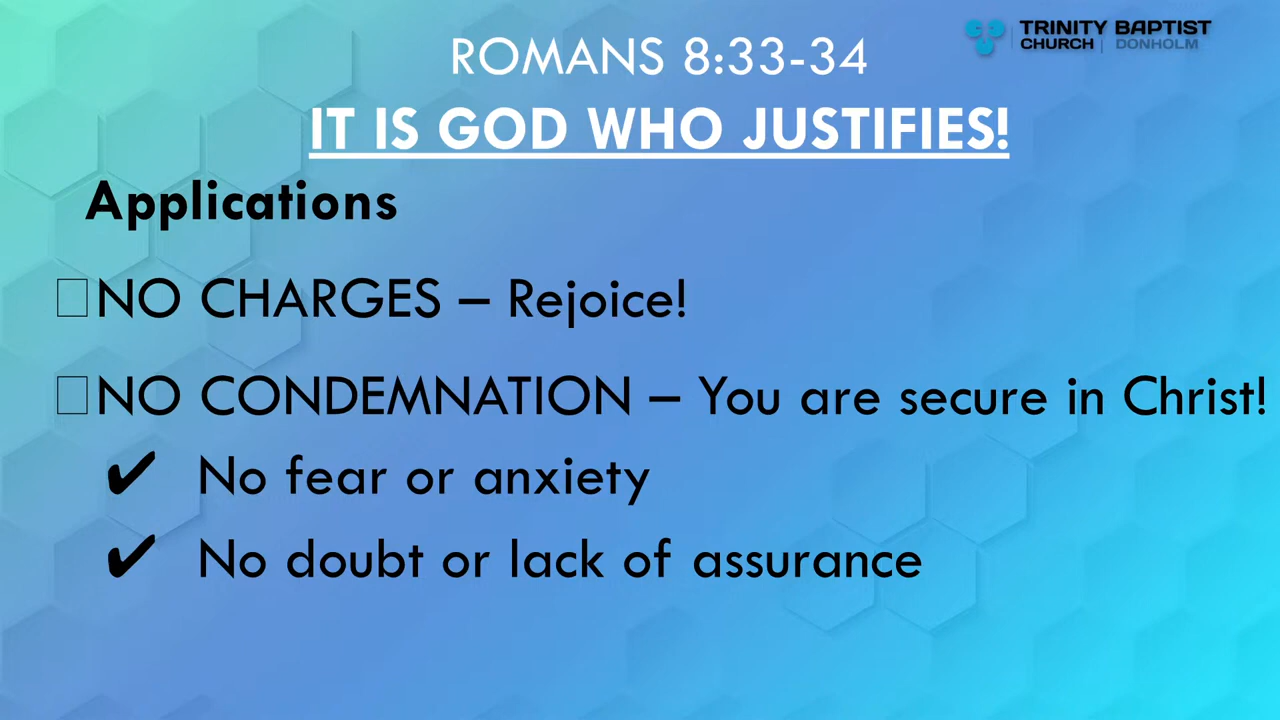 TRINITY BAPTIST
CHURCH | DONHOLM
ROMANS 8:33-34
IT IS GOD WHO JUSTIFIES!
Applications
□NO CHARGES – Rejoice!
□NO CONDEMNATION – You are secure in Christ!
✔ No fear or anxiety
✔ No doubt or lack of assurance